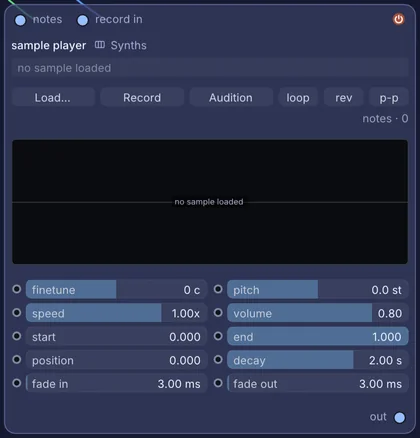 notes record in
sample player Synths
no sample loaded
Load... Record Audition loop rev p-p
notes · 0
no sample loaded
finetune 0 c pitch 0.0 st
speed 1.00x volume 0.80
start 0.000 end 1.000
position 0.000 decay 2.00 s
fade in 3.00 ms fade out 3.00 ms
out